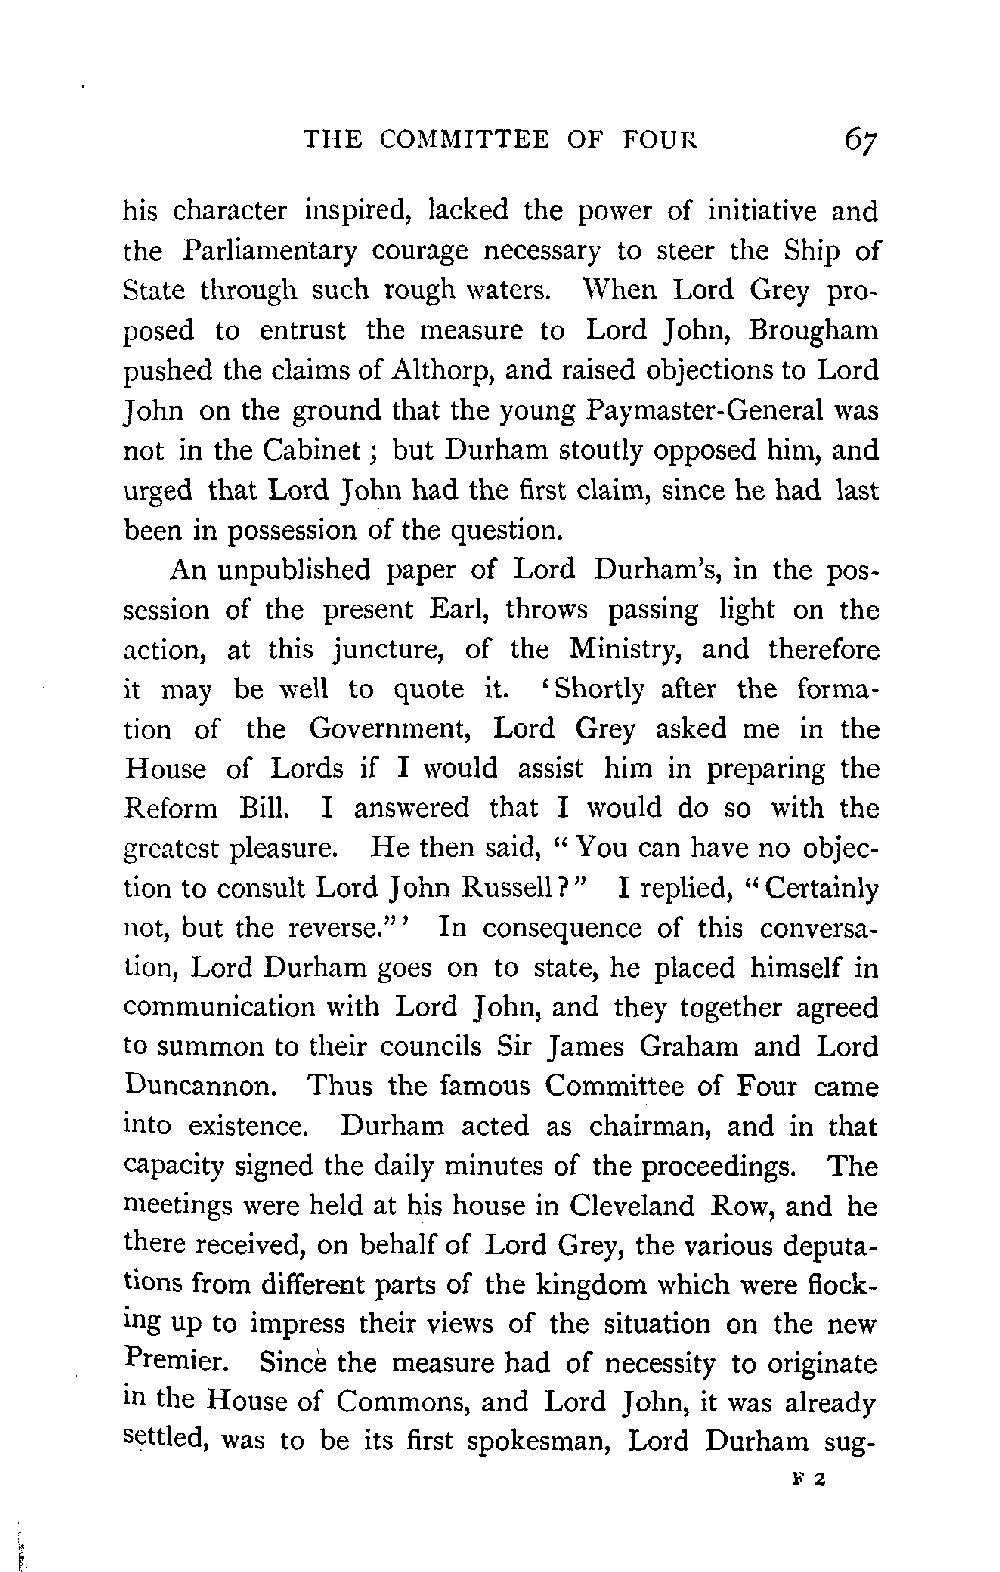 THE COMMITTEE OF FOUR 67
his character inspired, lacked the power of initiative and
the Parliamentary courage necessary to steer the Ship of
State through such rough waters. When Lord Grey pro-
posed to entrust the measure to Lord John, Brougham
pushed the claims of Althorp, and raised objections to Lord
John on the ground that the young Paymaster-General was
not in the Cabinet ; but Durham stoutly opposed him, and
urged that Lord John had the first claim, since he had last
been in possession of the question.
An unpublished paper of Lord Durham's, in the pos-
session of the present Earl, throws passing light on the
action, at this juncture, of the Ministry, and therefore
it may be well to quote it. ‘Shortly after the forma-
tion of the Government, Lord Grey asked me in the
House of Lords if I would assist him in preparing the
Reform Bill. I answered that I would do so with the
greatest pleasure. He then said, “You can have no objec-
tion to consult Lord John Russell?” I replied, “Certainly
not, but the reverse.”’ In consequence of this conversa-
tion, Lord Durham goes on to state, he placed himself in
communication with Lord John, and they together agreed
to summon to their councils Sir James Graham and Lord
Duncannon. Thus the famous Committee of Four came
into existence. Durham acted as chairman, and in that
capacity signed the daily minutes of the proceedings. The
meetings were held at his house in Cleveland Row, and he
there received, on behalf of Lord Grey, the various deputa-
tions from different parts of the kingdom which were flock-
ing up to impress their views of the situation on the new
Premier. Since the measure had of necessity to originate
in the House of Commons, and Lord John, it was already
settled, was to be its first spokesman, Lord Durham sug-
F 2